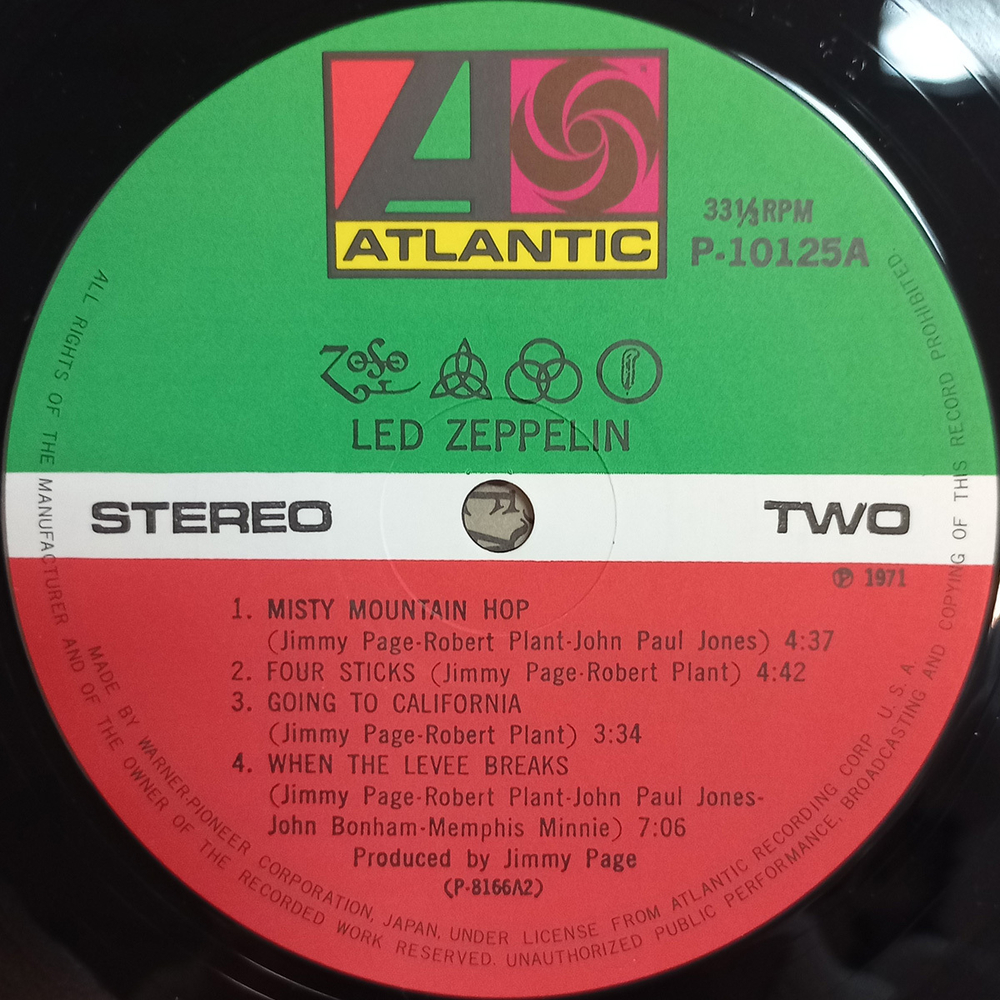 ATLANTIC
33⅓RPM
P-10125A
LED ZEPPELIN
STEREO
TWO
Ⓟ 1971
1. MISTY MOUNTAIN HOP
(Jimmy Page-Robert Plant-John Paul Jones) 4:37
2. FOUR STICKS (Jimmy Page-Robert Plant) 4:42
3. GOING TO CALIFORNIA
(Jimmy Page-Robert Plant) 3:34
4. WHEN THE LEVEE BREAKS
(Jimmy Page-Robert Plant-John Paul Jones-
John Bonham-Memphis Minnie) 7:06
Produced by Jimmy Page
(P-8166A2)
MADE BY WARNER-PIONEER CORPORATION, JAPAN, UNDER LICENSE FROM ATLANTIC RECORDING CORP U. S. A.
ALL RIGHTS OF THE MANUFACTURER AND OF THE OWNER OF THE RECORDED WORK RESERVED. UNAUTHORIZED PUBLIC PERFORMANCE, BROADCASTING AND COPYING OF THIS RECORD PROHIBITED.